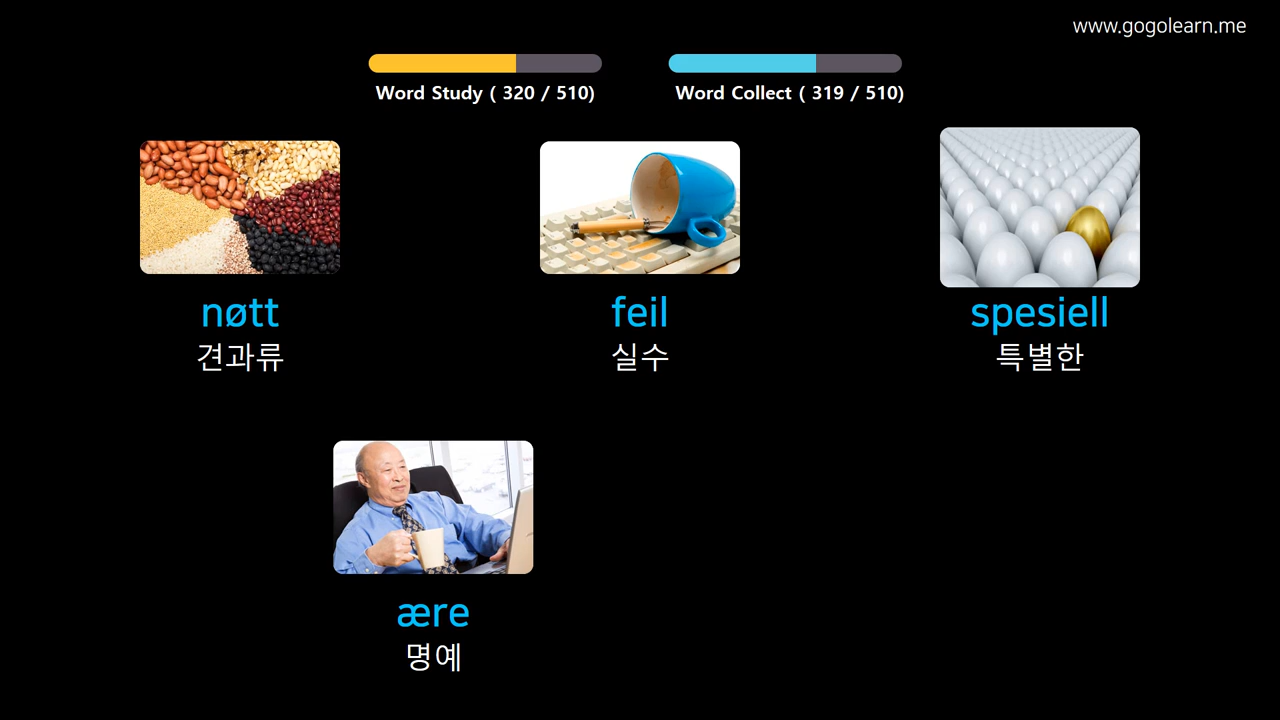 www.gogolearn.me
Word Study ( 320 / 510)
Word Collect ( 319 / 510)
nøtt
견과류
feil
실수
spesiell
특별한
ære
명예